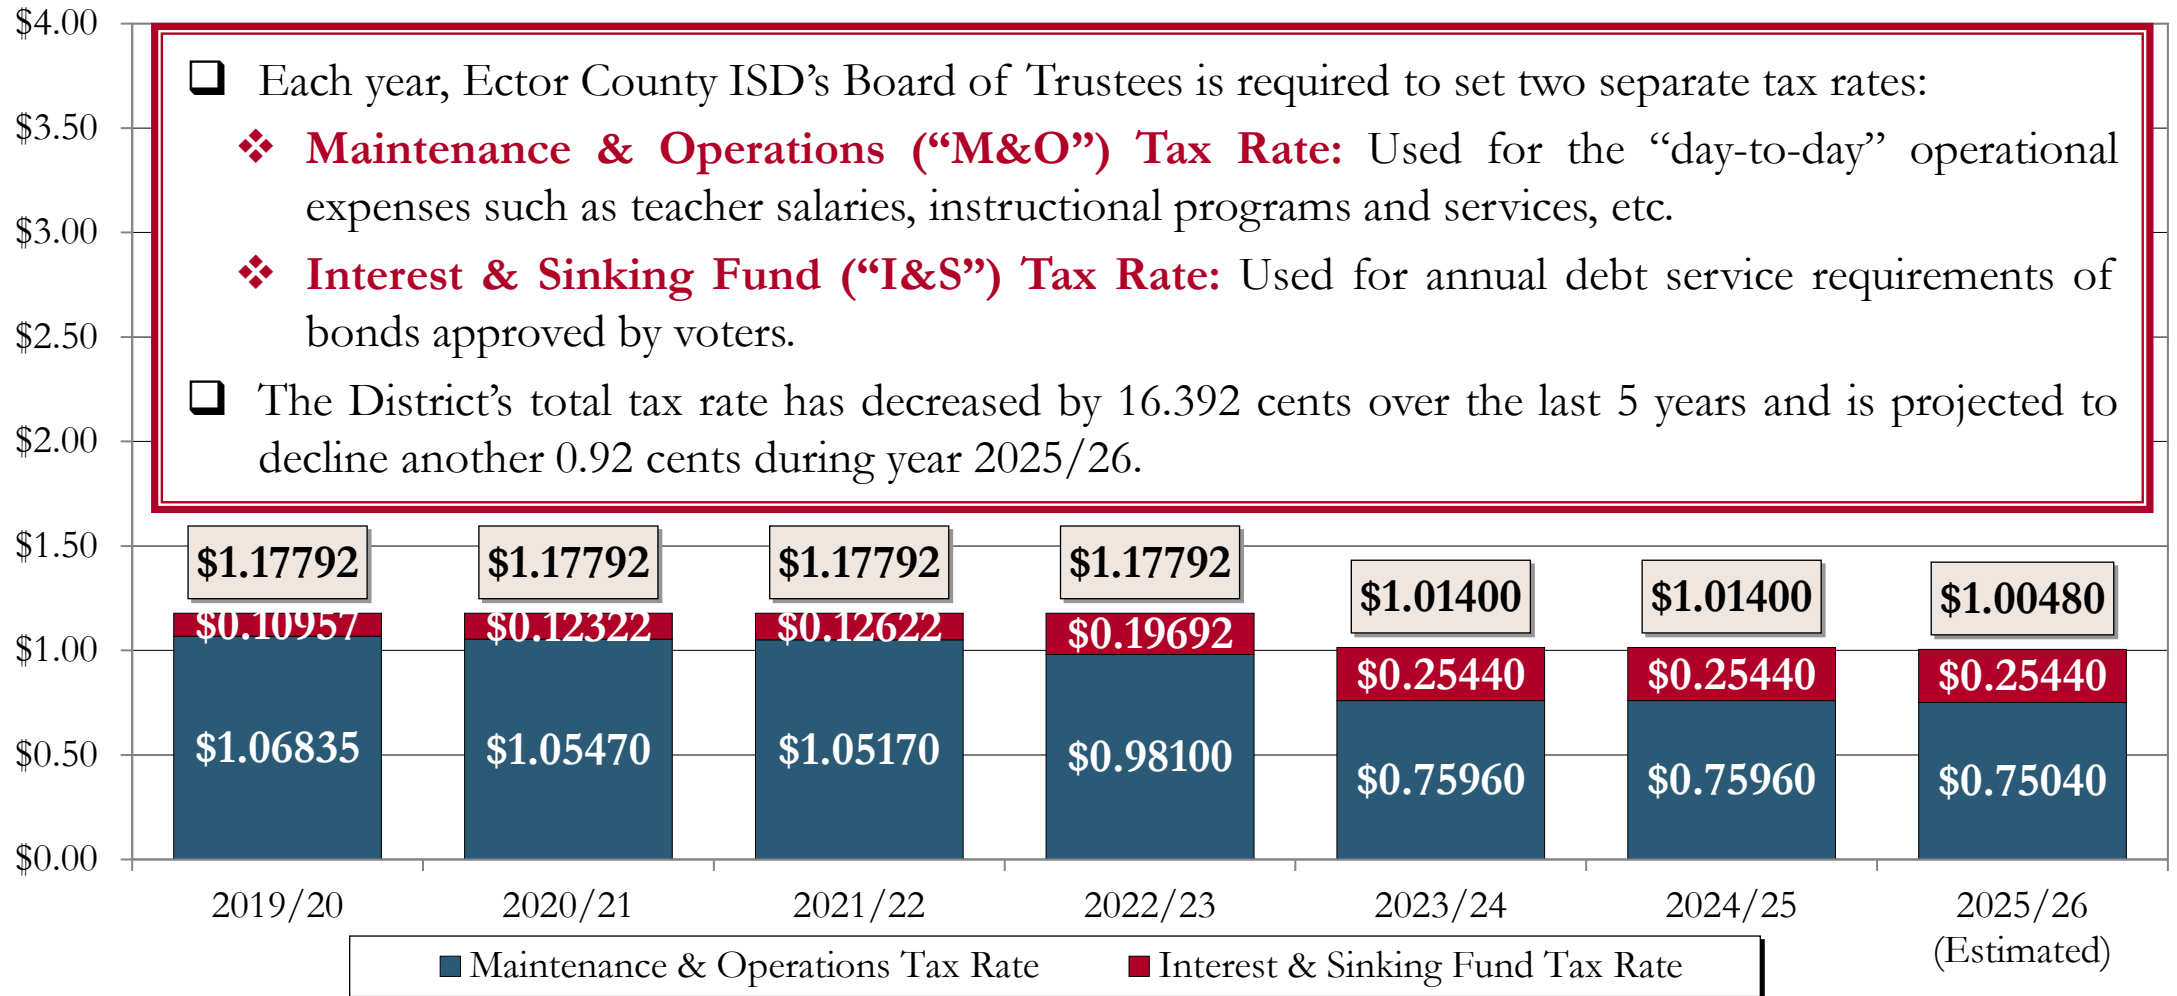 $4.00
$3.50
$3.00
$2.50
$2.00
$1.50
$1.00
$0.50
$0.00
Each year, Ector County ISD’s Board of Trustees is required to set two separate tax rates:
Maintenance & Operations (“M&O”) Tax Rate: Used for the “day-to-day” operational
expenses such as teacher salaries, instructional programs and services, etc.
Interest & Sinking Fund (“I&S”) Tax Rate: Used for annual debt service requirements of
bonds approved by voters.
The District’s total tax rate has decreased by 16.392 cents over the last 5 years and is projected to
decline another 0.92 cents during year 2025/26.
$1.17792 $1.17792 $1.17792 $1.17792 $1.01400 $1.01400 $1.00480
$0.10957 $0.12322 $0.12622 $0.19692 $0.25440 $0.25440 $0.25440
$1.06835 $1.05470 $1.05170 $0.98100 $0.75960 $0.75960 $0.75040
2019/20 2020/21 2021/22 2022/23 2023/24 2024/25 2025/26
(Estimated)
Maintenance & Operations Tax Rate Interest & Sinking Fund Tax Rate